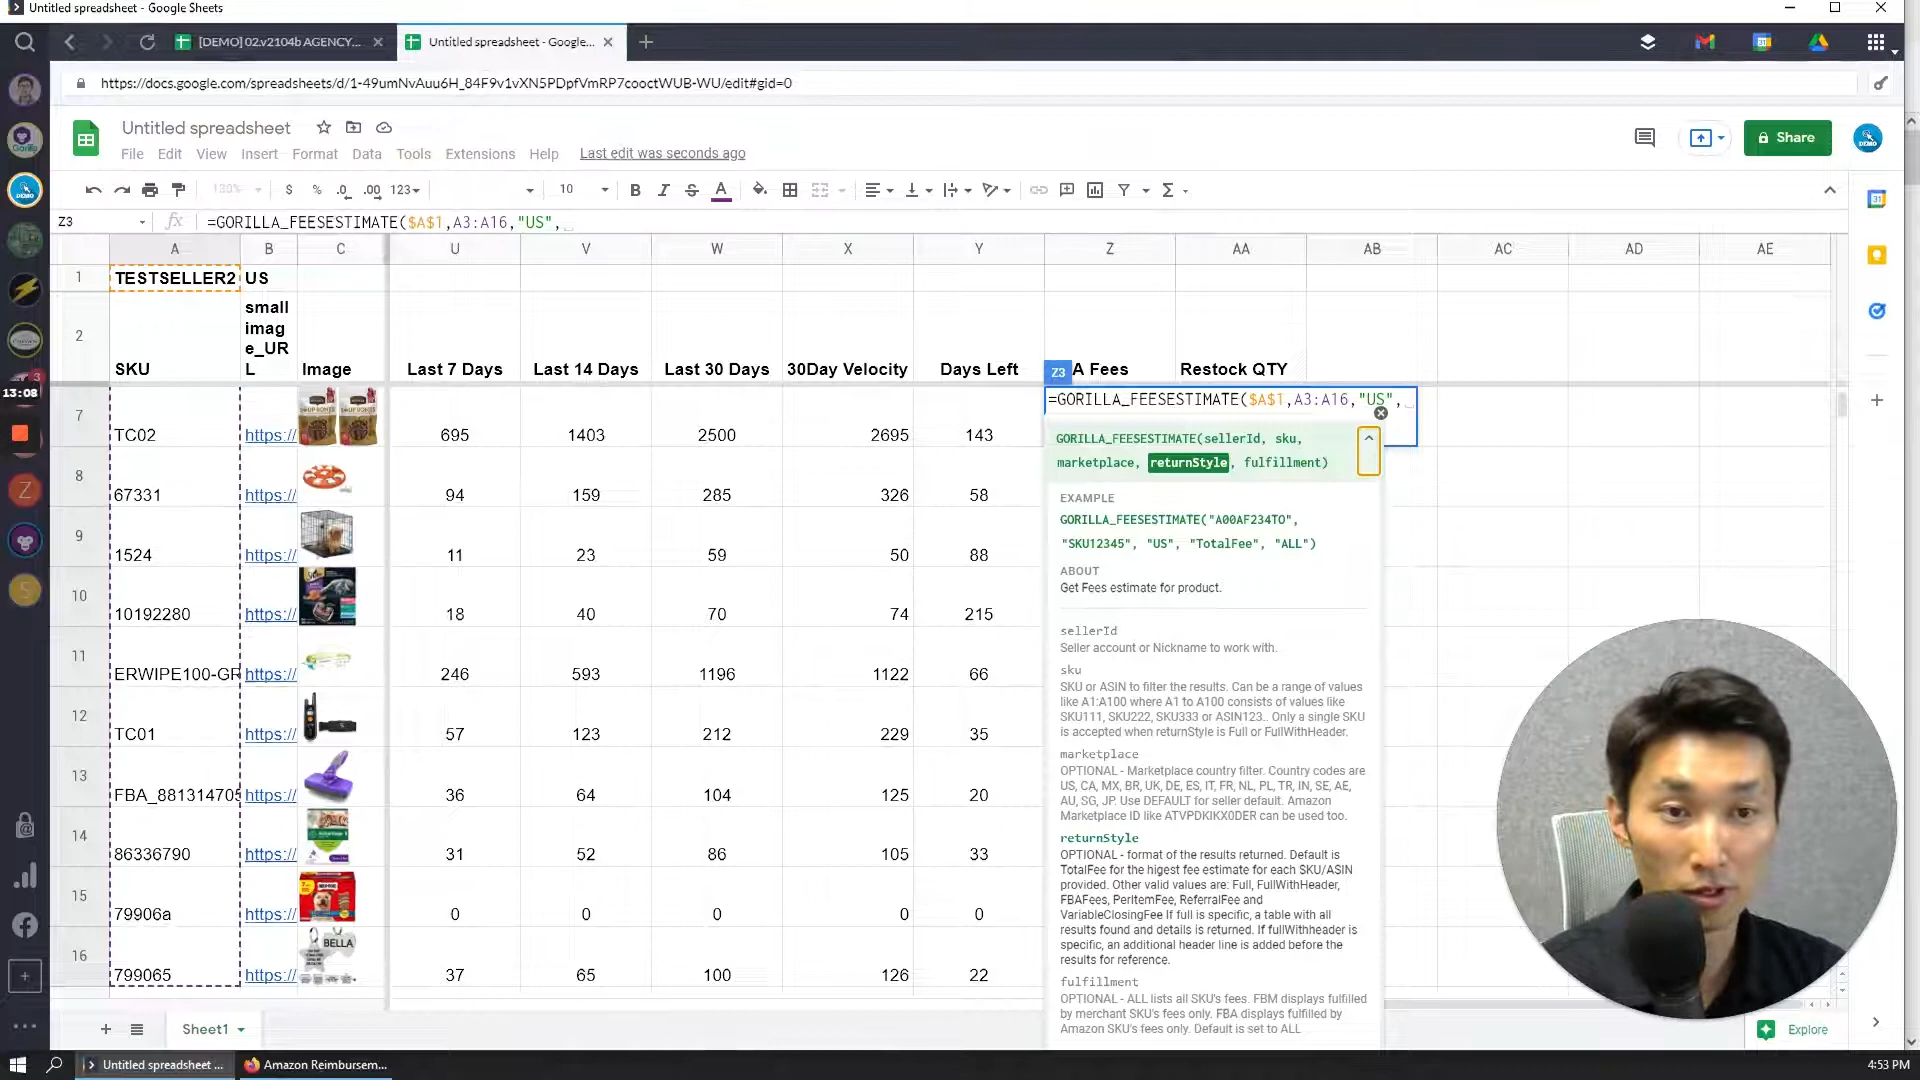 Untitled spreadsheet - Google Sheets
[DEMO] 02.v2104b AGENCY...
Untitled spreadsheet - Google...
https://docs.google.com/spreadsheets/d/1-49umNvAuu6H_84F9v1vXN5PDpfVmRP7cooctWUB-WU/edit#gid=0
Untitled spreadsheet
File Edit View Insert Format Data Tools Extensions Help Last edit was seconds ago
Share
DEMO
130% $ % .0 .00 123 10 B I S A
Z3 fx =GORILLA_FEESESTIMATE($A$1,A3:A16,"US",
A B C U V W X Y Z AA AB AC AD AE
1 TESTSELLER2 US
2 SKU small image_URL Image Last 7 Days Last 14 Days Last 30 Days 30Day Velocity Days Left Z3 A Fees Restock QTY
7 TC02 https:// 695 1403 2500 2695 143
8 67331 https:// 94 159 285 326 58
9 1524 https:// 11 23 59 50 88
10 10192280 https:// 18 40 70 74 215
11 ERWIPE100-GR https:// 246 593 1196 1122 66
12 TC01 https:// 57 123 212 229 35
13 FBA_881314705 https:// 36 64 104 125 20
14 86336790 https:// 31 52 86 105 33
15 79906a https:// 0 0 0 0 0
16 799065 https:// 37 65 100 126 22
BELLA
=GORILLA_FEESESTIMATE($A$1,A3:A16,"US",
GORILLA_FEESESTIMATE(sellerId, sku,
marketplace, returnStyle, fulfillment)
EXAMPLE
GORILLA_FEESESTIMATE("A00AF234TO",
"SKU12345", "US", "TotalFee", "ALL")
ABOUT
Get Fees estimate for product.
sellerId
Seller account or Nickname to work with.
sku
SKU or ASIN to filter the results. Can be a range of values
like A1:A100 where A1 to A100 consists of values like
SKU111, SKU222, SKU333 or ASIN123.. Only a single SKU
is accepted when returnStyle is Full or FullWithHeader.
marketplace
OPTIONAL - Marketplace country filter. Country codes are
US, CA, MX, BR, UK, DE, ES, IT, FR, NL, PL, TR, IN, SE, AE,
AU, SG, JP. Use DEFAULT for seller default. Amazon
Marketplace ID like ATVPDKIKX0DER can be used too.
returnStyle
OPTIONAL - format of the results returned. Default is
TotalFee for the higest fee estimate for each SKU/ASIN
provided. Other valid values are: Full, FullWithHeader,
FBAFees, PerItemFee, ReferralFee and
VariableClosingFee If full is specific, a table with all
results found and details is returned. If fullWithheader is
specific, an additional header line is added before the
results for reference.
fulfillment
OPTIONAL - ALL lists all SKU's fees. FBM displays fulfilled
by merchant SKU's fees only. FBA displays fulfilled by
Amazon SKU's fees only. Default is set to ALL
Gorilla
DEMO
3
13:08
Z
S
Sheet1
Explore
Untitled spreadsheet ...
Amazon Reimbursem...
4:53 PM